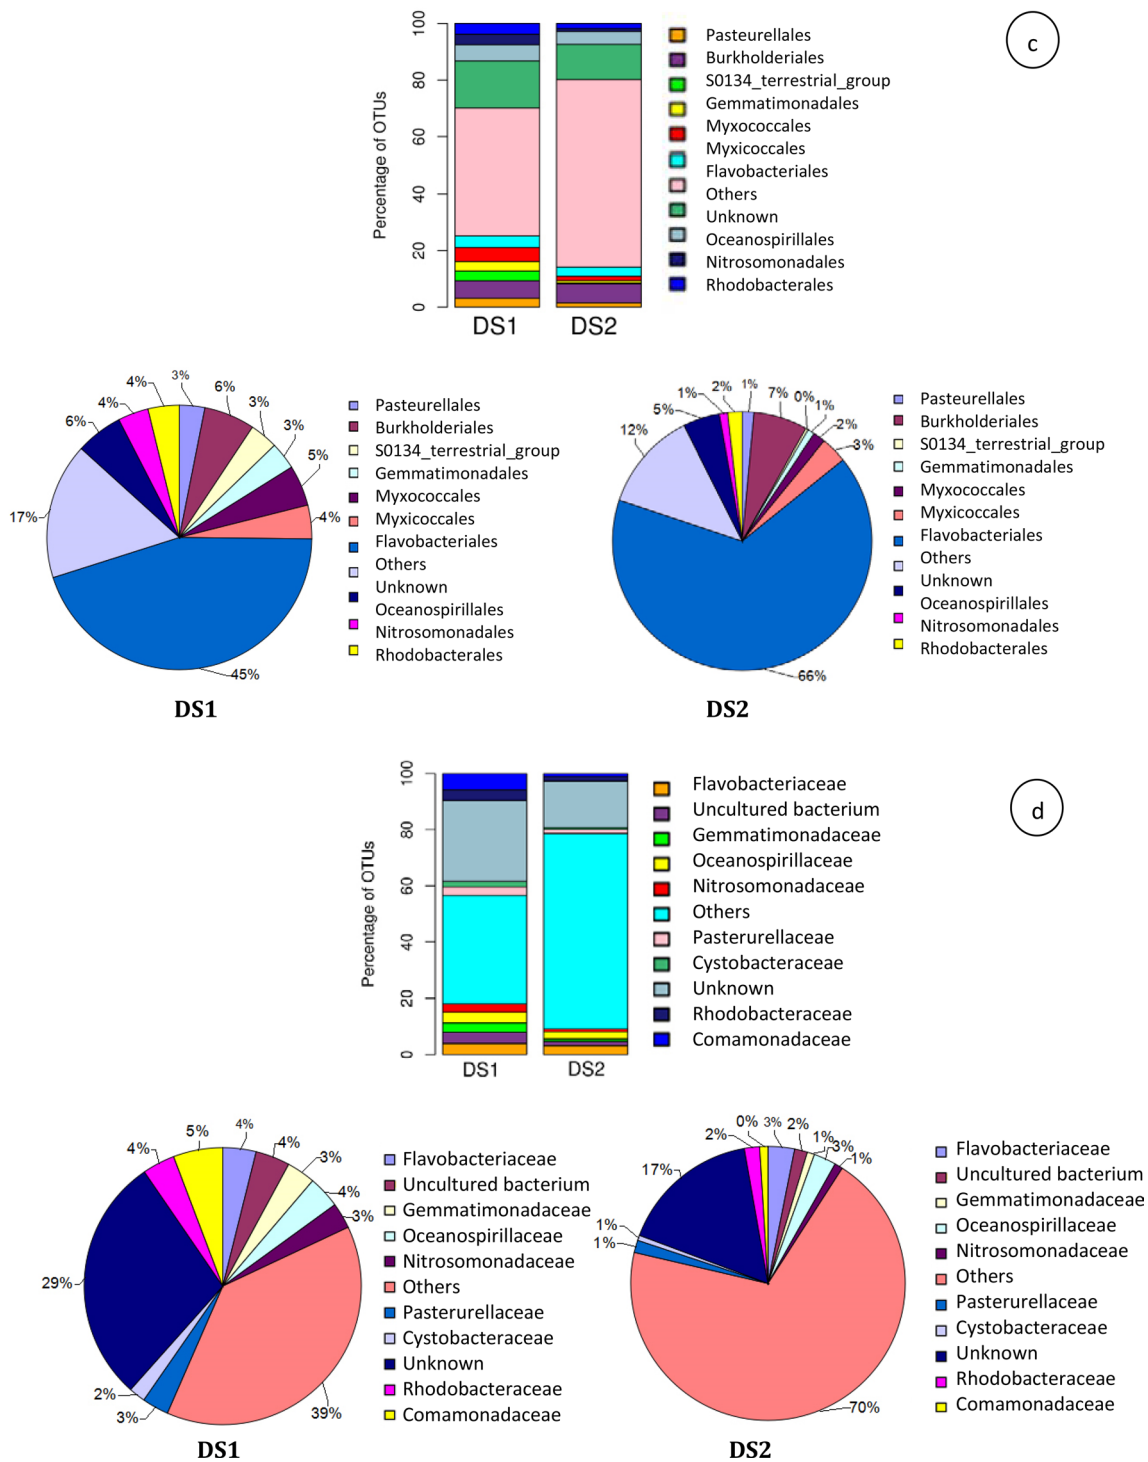 c
Percentage of OTUs
100
80
60
40
20
0
DS1
DS2
Pasteurellales
Burkholderiales
S0134_terrestrial_group
Gemmatimonadales
Myxococcales
Myxicoccales
Flavobacteriales
Others
Unknown
Oceanospirillales
Nitrosomonadales
Rhodobacterales
3%
6%
3%
3%
5%
4%
45%
17%
6%
4%
4%
DS1
Pasteurellales
Burkholderiales
S0134_terrestrial_group
Gemmatimonadales
Myxococcales
Myxicoccales
Flavobacteriales
Others
Unknown
Oceanospirillales
Nitrosomonadales
Rhodobacterales
1%
7%
0%
1%
2%
3%
66%
12%
5%
1%
2%
DS2
Pasteurellales
Burkholderiales
S0134_terrestrial_group
Gemmatimonadales
Myxococcales
Myxicoccales
Flavobacteriales
Others
Unknown
Oceanospirillales
Nitrosomonadales
Rhodobacterales
d
Percentage of OTUs
100
80
60
40
20
0
DS1
DS2
Flavobacteriaceae
Uncultured bacterium
Gemmatimonadaceae
Oceanospirillaceae
Nitrosomonadaceae
Others
Pasterurellaceae
Cystobacteraceae
Unknown
Rhodobacteraceae
Comamonadaceae
4%
4%
3%
4%
3%
39%
3%
2%
29%
4%
5%
DS1
Flavobacteriaceae
Uncultured bacterium
Gemmatimonadaceae
Oceanospirillaceae
Nitrosomonadaceae
Others
Pasterurellaceae
Cystobacteraceae
Unknown
Rhodobacteraceae
Comamonadaceae
3%
2%
1%
3%
1%
70%
1%
1%
17%
2%
0%
DS2
Flavobacteriaceae
Uncultured bacterium
Gemmatimonadaceae
Oceanospirillaceae
Nitrosomonadaceae
Others
Pasterurellaceae
Cystobacteraceae
Unknown
Rhodobacteraceae
Comamonadaceae